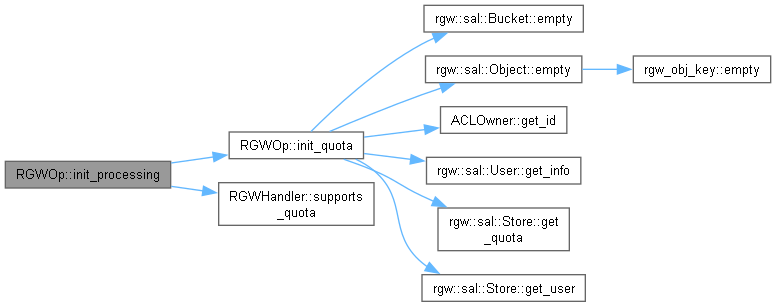 RGWOp::init_processing
RGWOp::init_quota
RGWHandler::supports
_quota
rgw::sal::Bucket::empty
rgw::sal::Object::empty
rgw_obj_key::empty
ACLOwner::get_id
rgw::sal::User::get_info
rgw::sal::Store::get
_quota
rgw::sal::Store::get_user